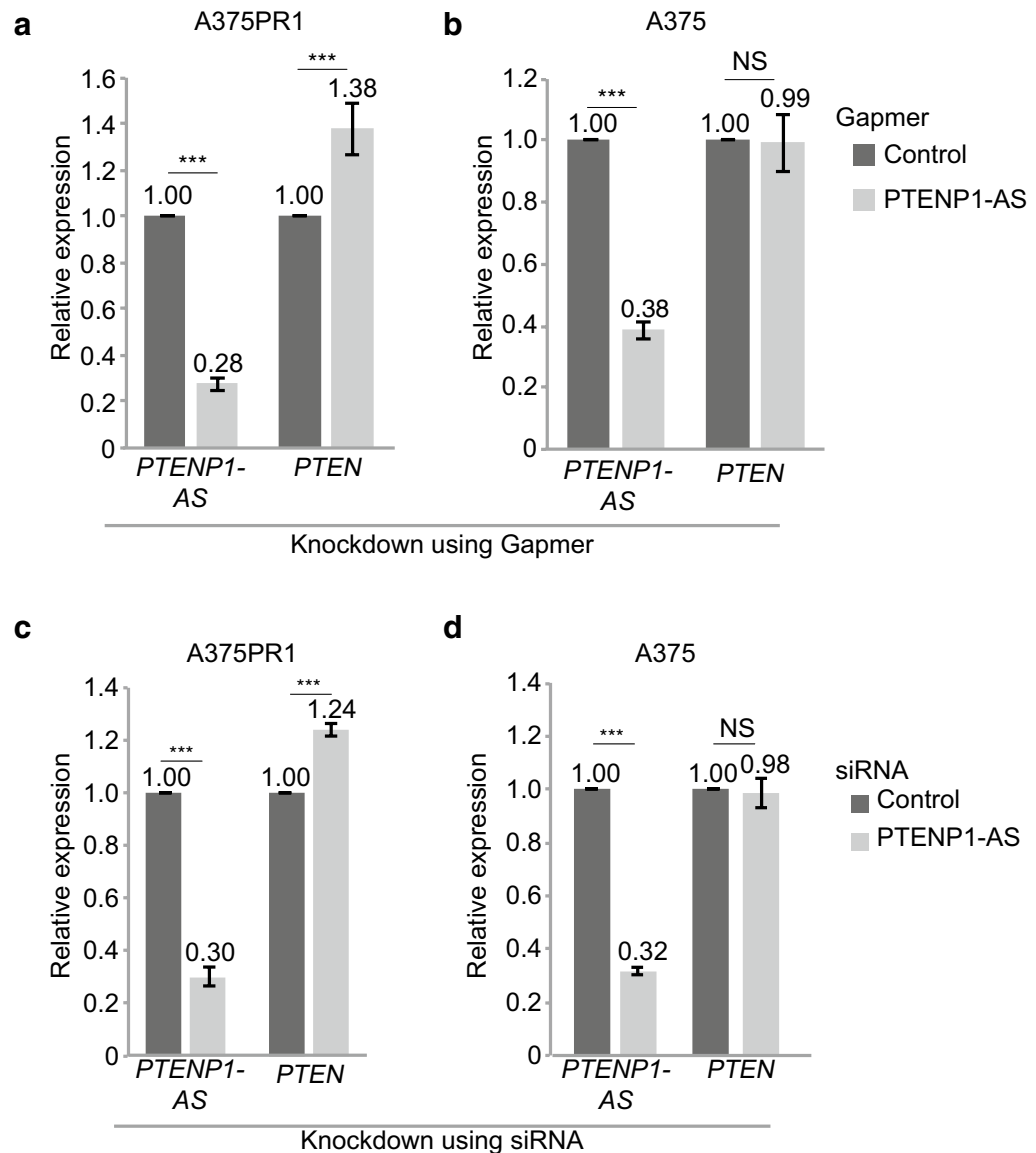 a
A375PR1
Relative expression
1.6
1.4
1.2
1.0
0.8
0.6
0.4
0.2
0
***
1.00
0.28
***
1.00
1.38
PTENP1-
AS
PTEN
b
A375
Relative expression
1.2
1.0
0.8
0.6
0.4
0.2
0
***
1.00
0.38
NS
1.00
0.99
PTENP1-
AS
PTEN
Gapmer
Control
PTENP1-AS
Knockdown using Gapmer
c
A375PR1
Relative expression
1.4
1.2
1.0
0.8
0.6
0.4
0.2
0
***
1.00
0.30
***
1.00
1.24
PTENP1-
AS
PTEN
d
A375
Relative expression
1.4
1.2
1.0
0.8
0.6
0.4
0.2
0
***
1.00
0.32
NS
1.00
0.98
PTENP1-
AS
PTEN
siRNA
Control
PTENP1-AS
Knockdown using siRNA